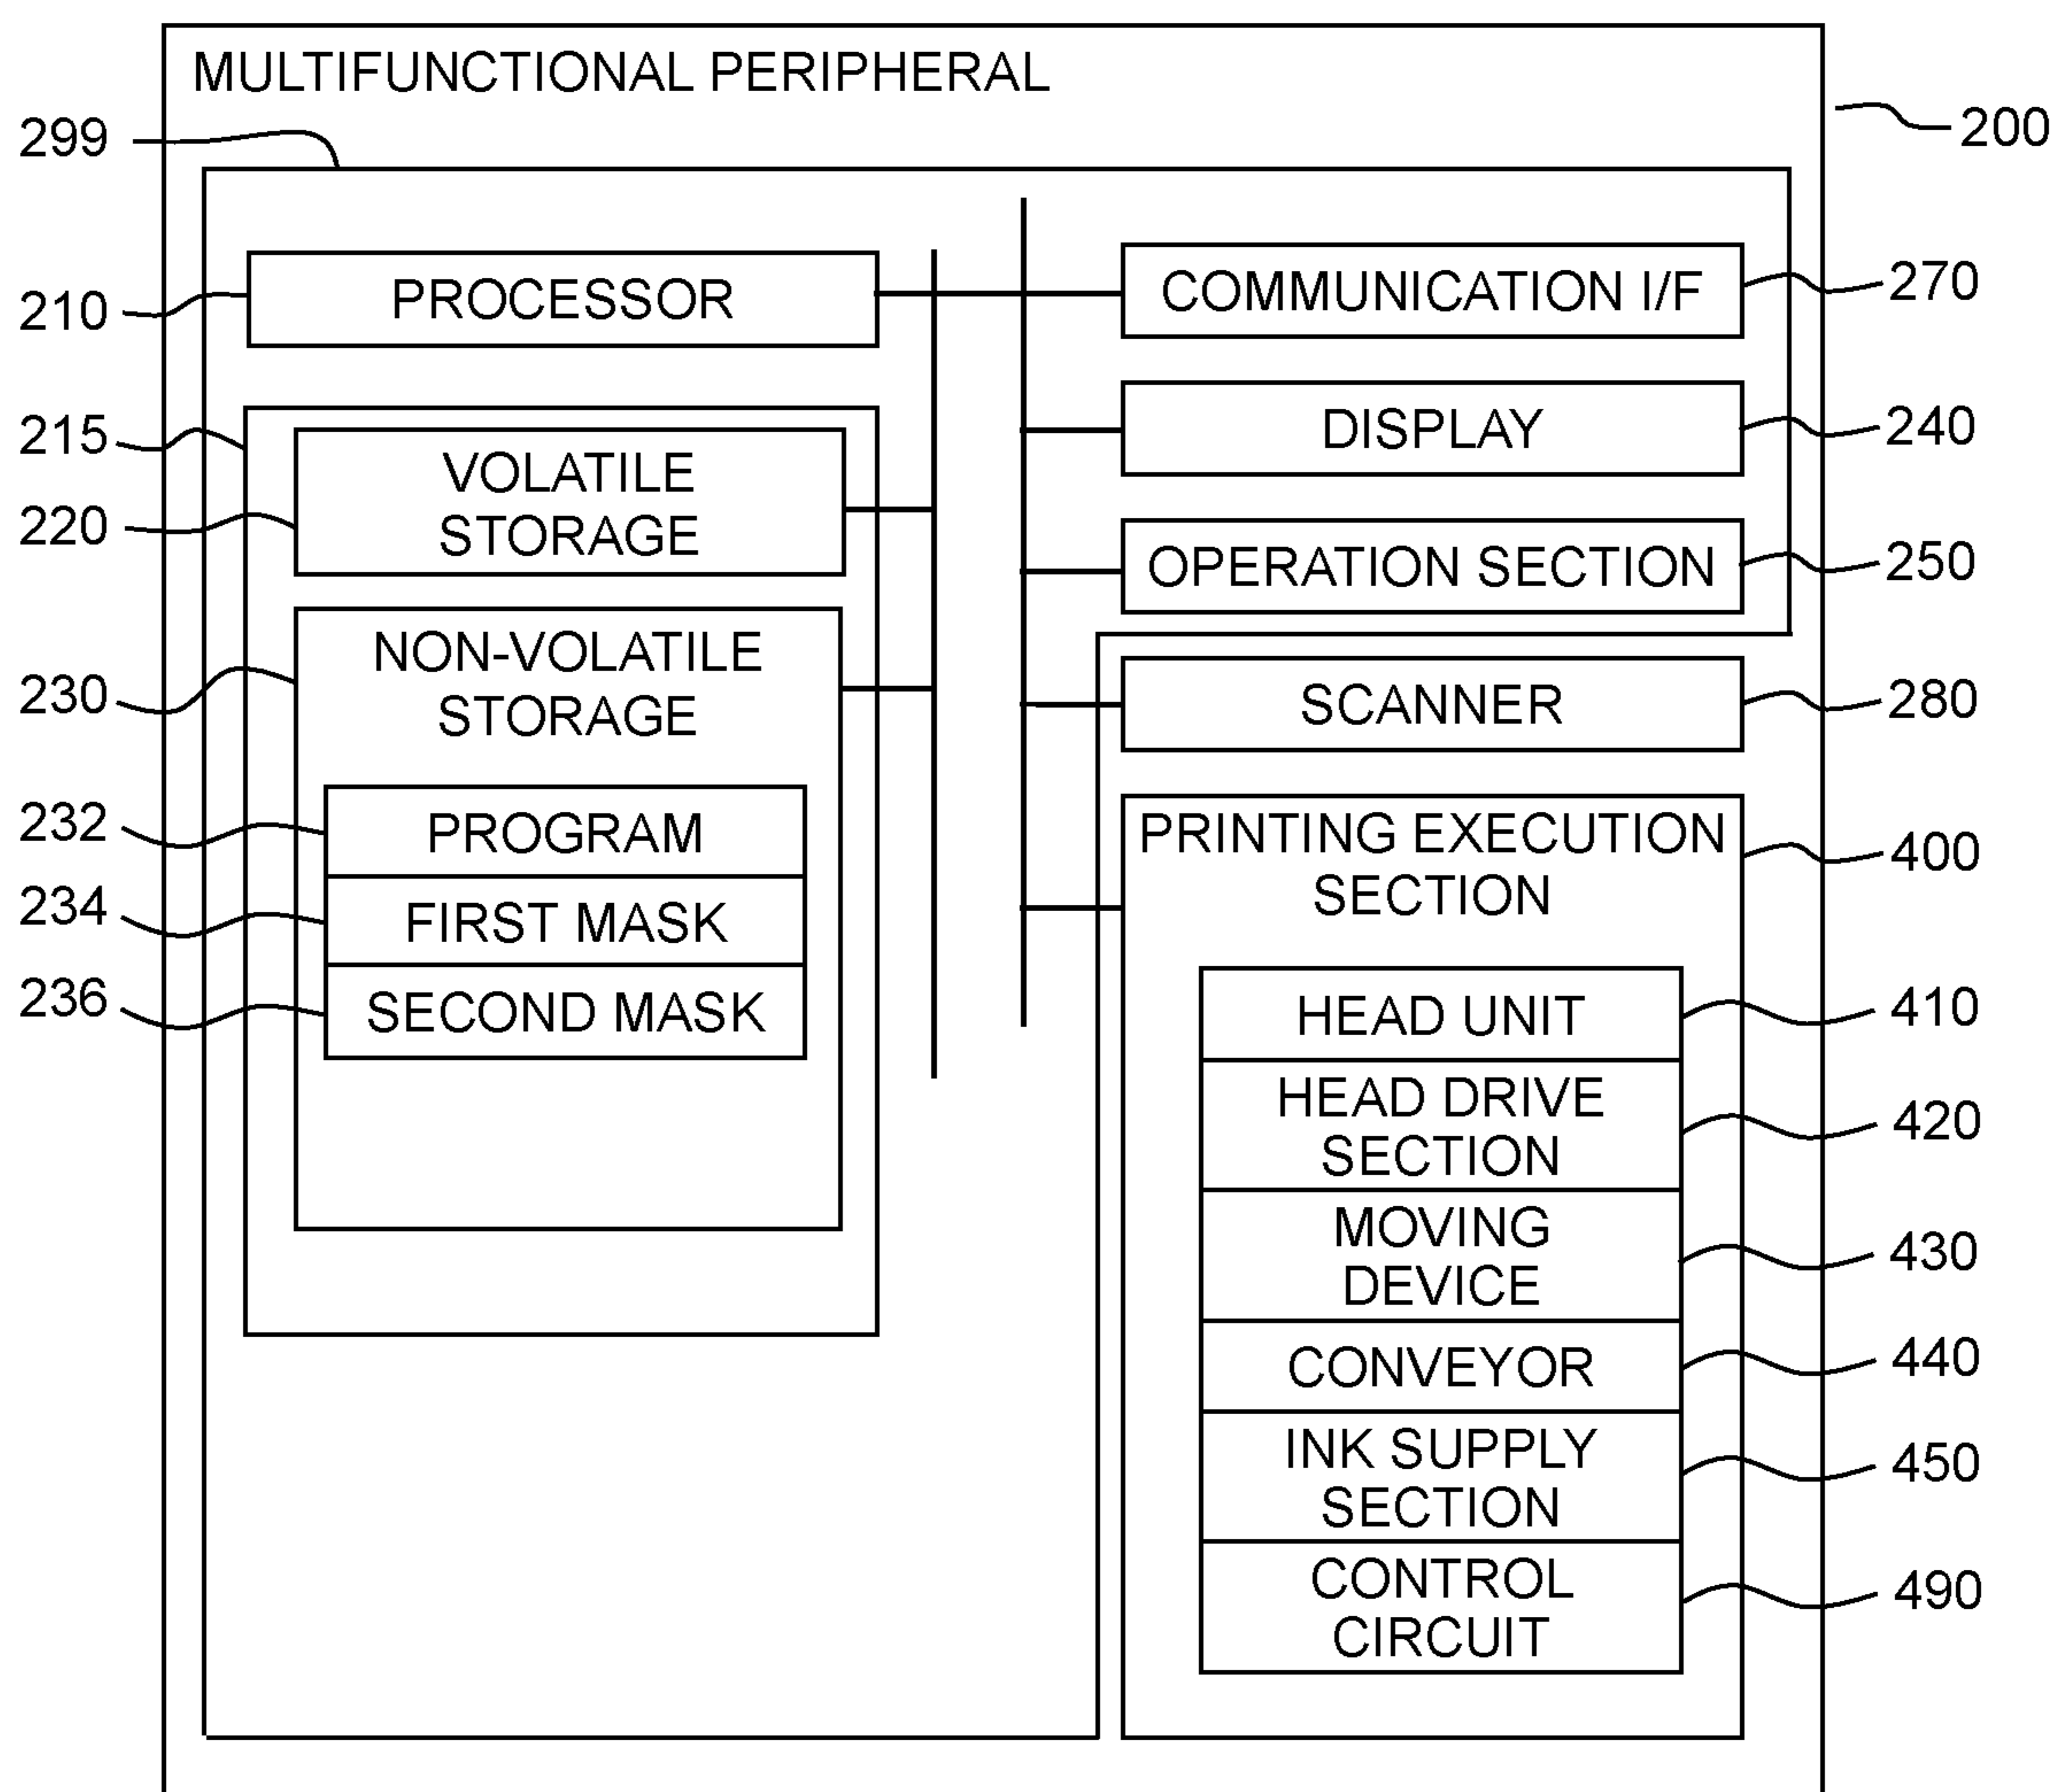 MULTIFUNCTIONAL PERIPHERAL
200
299
210
PROCESSOR
215
220
VOLATILE
STORAGE
230
NON-VOLATILE
STORAGE
232
PROGRAM
234
FIRST MASK
236
SECOND MASK
COMMUNICATION I/F
270
DISPLAY
240
OPERATION SECTION
250
SCANNER
280
PRINTING EXECUTION
SECTION
400
HEAD UNIT
410
HEAD DRIVE
SECTION
420
MOVING
DEVICE
430
CONVEYOR
440
INK SUPPLY
SECTION
450
CONTROL
CIRCUIT
490